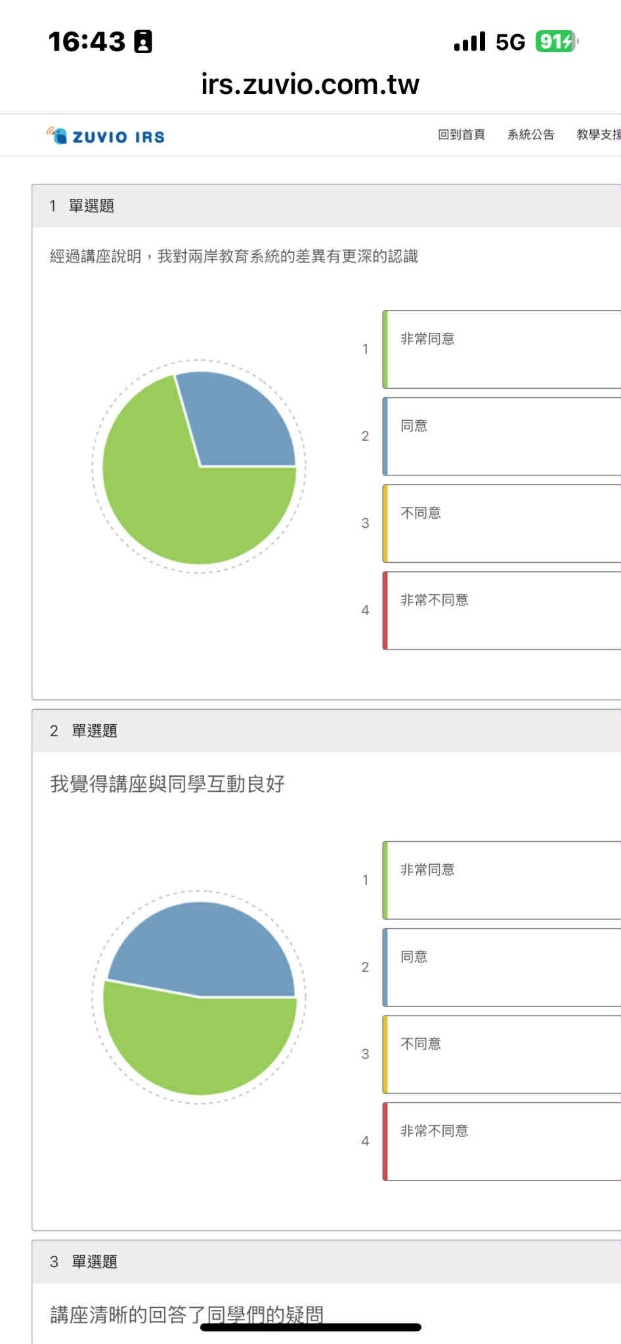 16:43
5G 91
irs.zuvio.com.tw
ZUVIO IRS
回到首頁 系統公告 教學支援
1 單選題
經過講座說明，我對兩岸教育系統的差異有更深的認識
1 非常同意
2 同意
3 不同意
4 非常不同意
2 單選題
我覺得講座與同學互動良好
1 非常同意
2 同意
3 不同意
4 非常不同意
3 單選題
講座清晰的回答了同學們的疑問